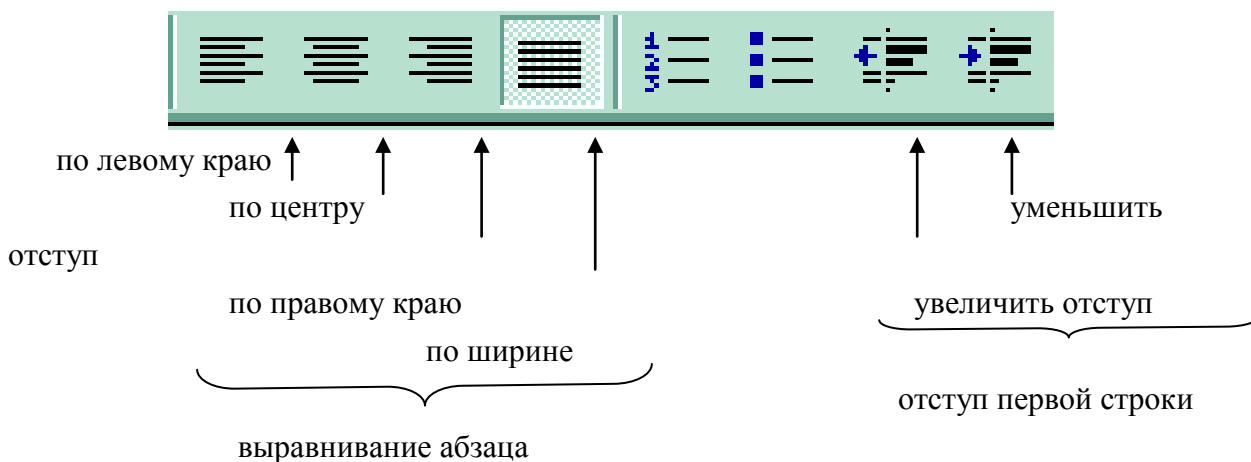 по левому краю
по центру
уменьшить
отступ
по правому краю
увеличить отступ
по ширине
отступ первой строки
выравнивание абзаца